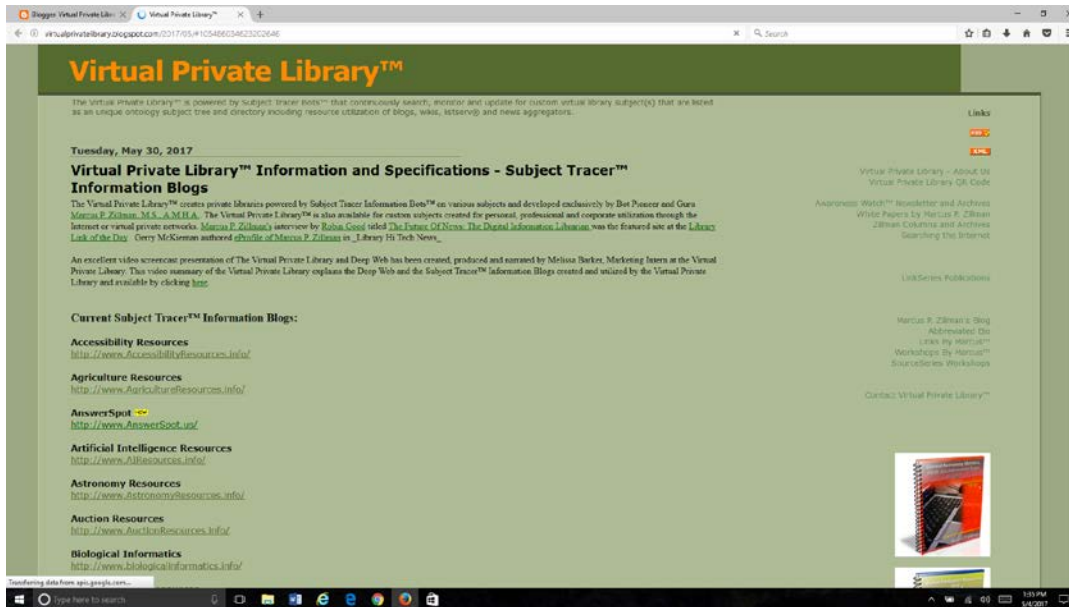 Blogger: Virtual Private Libr
Virtual Private Library™
virtualprivatelibrary.blogspot.com/2017/05/#105486054623202646
Search
Virtual Private Library™
The Virtual Private Library™ is powered by Subject Tracer Bots™ that continuously search, monitor and update for custom virtual library subject(s) that are listed
as an unique ontology subject tree and directory including resource utilization of blogs, wikis, listserv® and news aggregators.
Tuesday, May 30, 2017
Virtual Private Library™ Information and Specifications - Subject Tracer™
Information Blogs
The Virtual Private Library™ creates private libraries powered by Subject Tracer Information Bots™ on various subjects and developed exclusively by Bot Pioneer and Guru
Marcus P. Zillman, M.S., A.M.H.A. The Virtual Private Library™ is also available for custom subjects created for personal, professional and corporate utilization through the
Internet or virtual private networks. Marcus P. Zillman's interview by Robin Good titled The Future Of News: The Digital Information Librarian was the featured site at the Library
Link of the Day. Gerry McKiernan authored eProfile of Marcus P. Zillman in _Library Hi Tech News_
An excellent video screencast presentation of The Virtual Private Library and Deep Web has been created, produced and narrated by Melissa Barker, Marketing Intern at the Virtual
Private Library. This video summary of the Virtual Private Library explains the Deep Web and the Subject Tracer™ Information Blogs created and utilized by the Virtual Private
Library and available by clicking here.
Current Subject Tracer™ Information Blogs:
Accessibility Resources
http://www.AccessibilityResources.info/
Agriculture Resources
http://www.AgricultureResources.info/
AnswerSpot NEW
http://www.AnswerSpot.us/
Artificial Intelligence Resources
http://www.AIResources.info/
Astronomy Resources
http://www.AstronomyResources.info/
Auction Resources
http://www.AuctionResources.info/
Biological Informatics
http://www.biologicalinformatics.info/
Links
XML
Virtual Private Library - About Us
Virtual Private Library QR Code
Awareness Watch™ Newsletter and Archives
White Papers by Marcus P. Zillman
Zillman Columns and Archives
Searching the Internet
LinkSeries Publications
Marcus P. Zillman's Blog
Abbreviated Bio
Links By Marcus™
Workshops By Marcus™
SourceSeries Workshops
Contact Virtual Private Library™
Transferring data from apis.google.com...
Type here to search
1:35 PM
5/4/2017